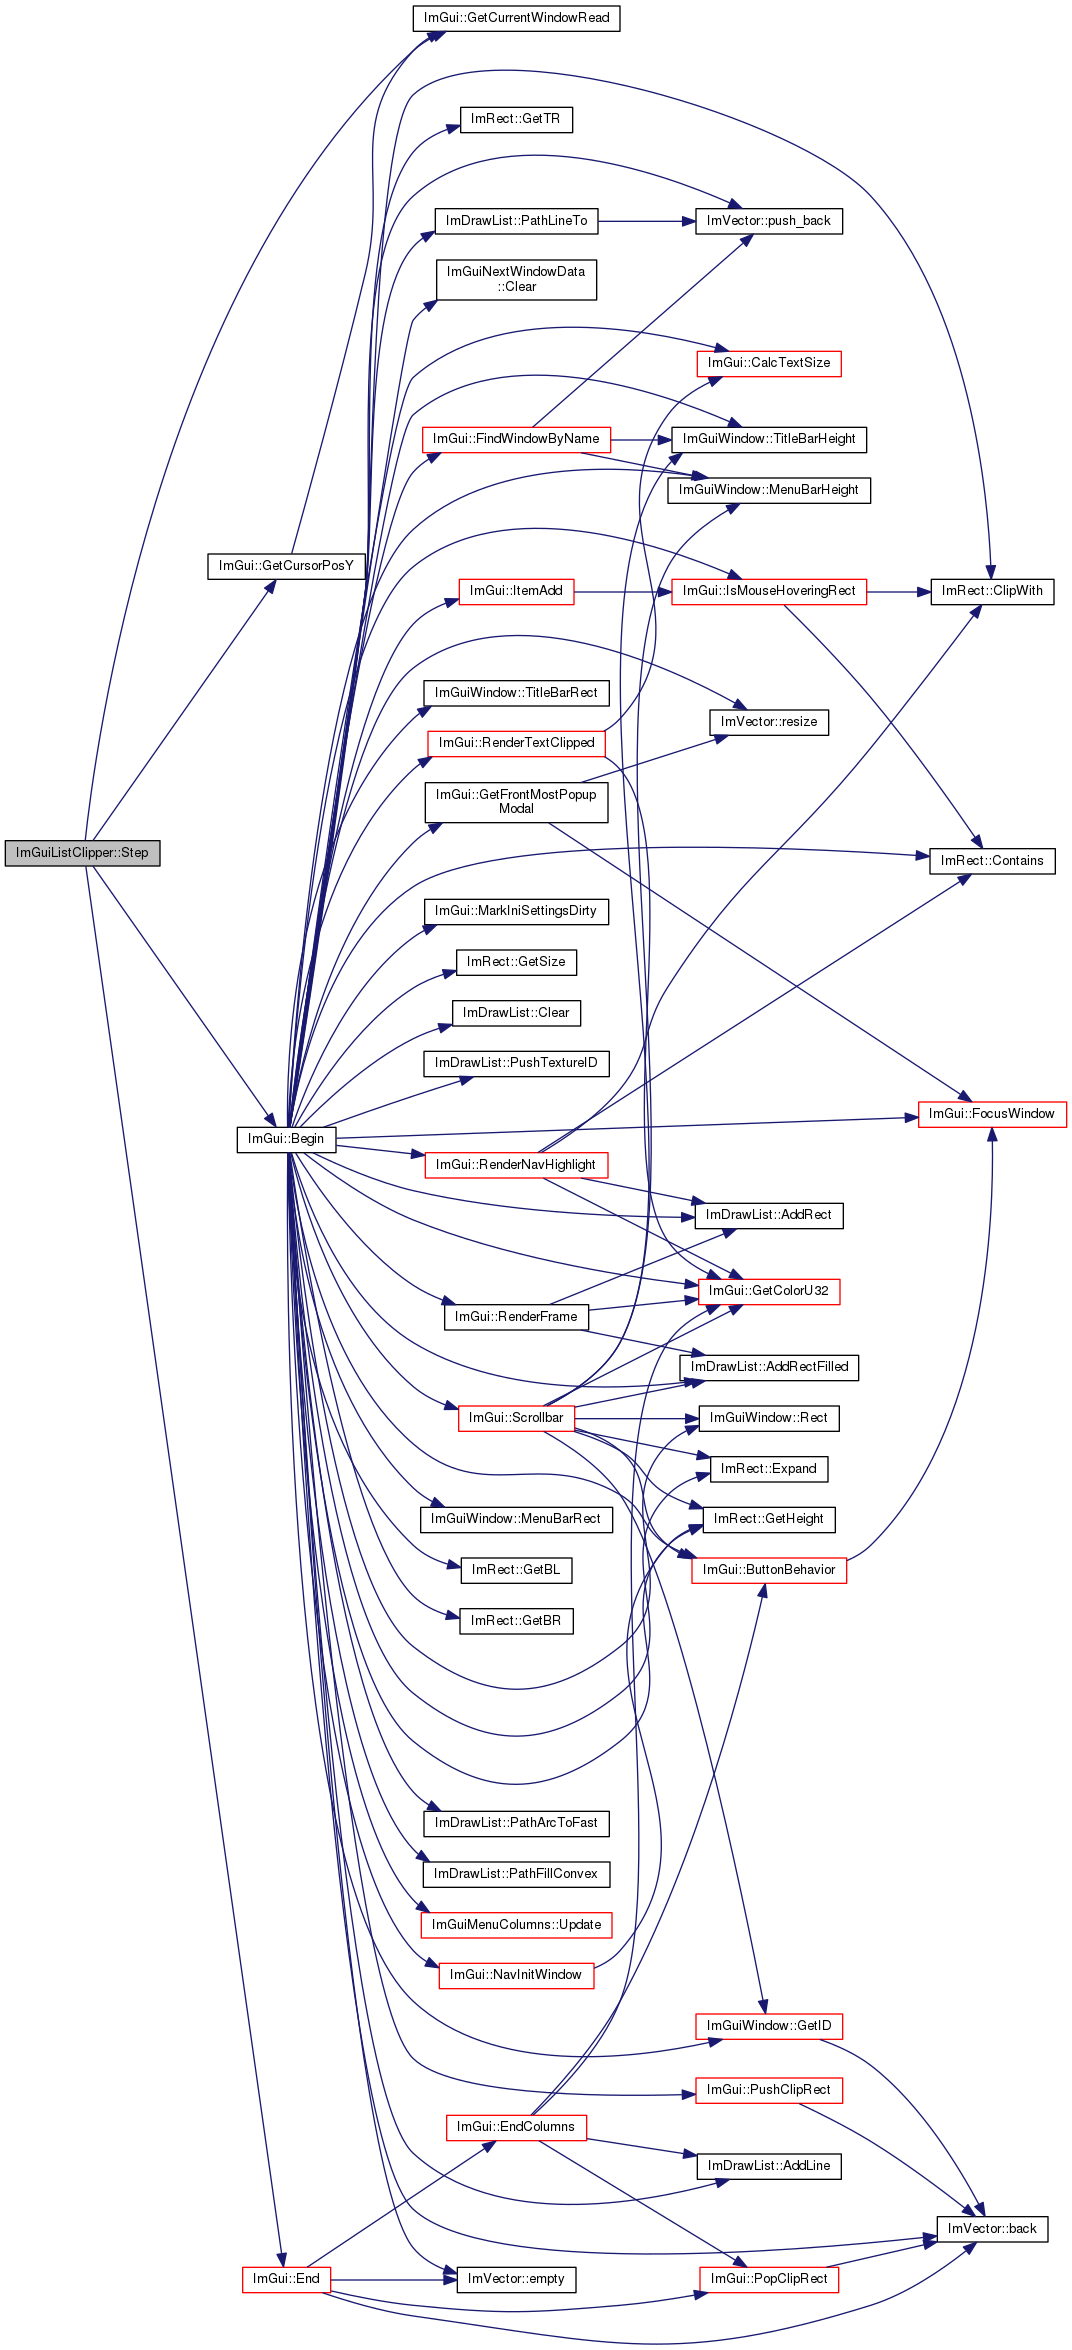 ImGui::GetCurrentWindowRead
ImRect::GetTR
ImDrawList::PathLineTo
ImVector::push_back
ImGuiNextWindowData
::Clear
ImGui::CalcTextSize
ImGui::FindWindowByName
ImGuiWindow::TitleBarHeight
ImGuiWindow::MenuBarHeight
ImGui::GetCursorPosY
ImGui::ItemAdd
ImGui::IsMouseHoveringRect
ImRect::ClipWith
ImGuiWindow::TitleBarRect
ImVector::resize
ImGui::RenderTextClipped
ImGui::GetFrontMostPopup
Modal
ImGuiListClipper::Step
ImRect::Contains
ImGui::MarkIniSettingsDirty
ImRect::GetSize
ImDrawList::Clear
ImDrawList::PushTextureID
ImGui::FocusWindow
ImGui::Begin
ImGui::RenderNavHighlight
ImDrawList::AddRect
ImGui::GetColorU32
ImGui::RenderFrame
ImDrawList::AddRectFilled
ImGui::Scrollbar
ImGuiWindow::Rect
ImRect::Expand
ImGuiWindow::MenuBarRect
ImRect::GetHeight
ImRect::GetBL
ImGui::ButtonBehavior
ImRect::GetBR
ImDrawList::PathArcToFast
ImDrawList::PathFillConvex
ImGuiMenuColumns::Update
ImGui::NavInitWindow
ImGuiWindow::GetID
ImGui::PushClipRect
ImGui::EndColumns
ImDrawList::AddLine
ImVector::back
ImGui::End
ImVector::empty
ImGui::PopClipRect